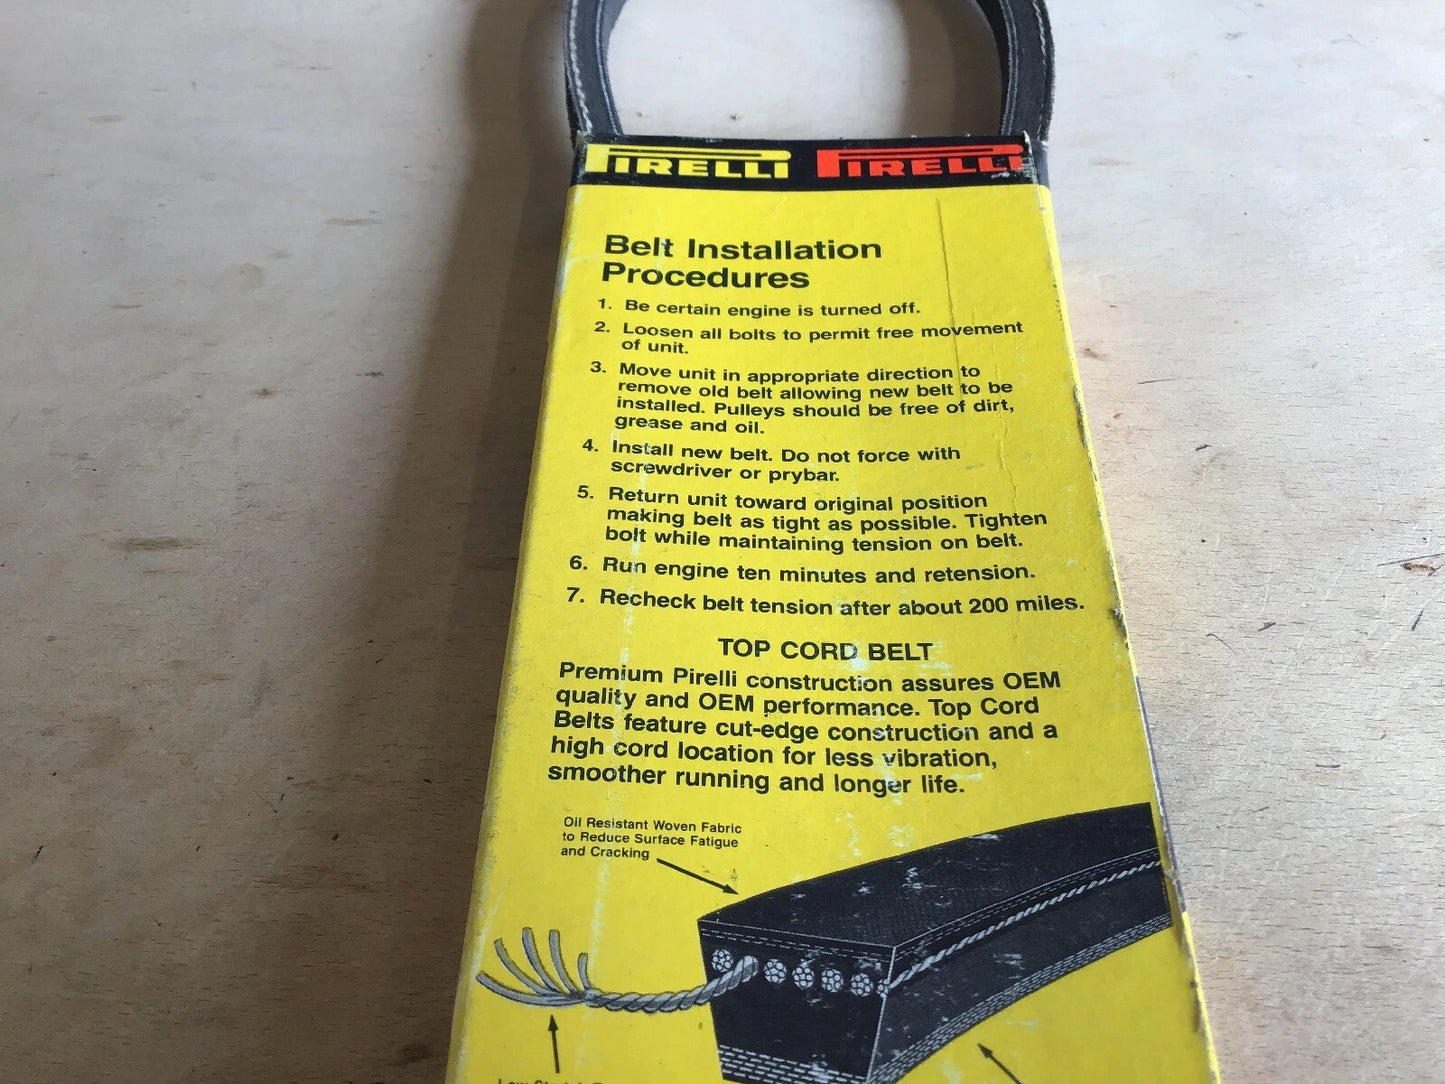 PIRELLI PIRELLI
Belt Installation
Procedures
1. Be certain engine is turned off.
2. Loosen all bolts to permit free movement
of unit.
3. Move unit in appropriate direction to
remove old belt allowing new belt to be
installed. Pulleys should be free of dirt,
grease and oil.
4. Install new belt. Do not force with
screwdriver or prybar.
5. Return unit toward original position
making belt as tight as possible. Tighten
bolt while maintaining tension on belt.
6. Run engine ten minutes and retension.
7. Recheck belt tension after about 200 miles.
TOP CORD BELT
Premium Pirelli construction assures OEM
quality and OEM performance. Top Cord
Belts feature cut-edge construction and a
high cord location for less vibration,
smoother running and longer life.
Oil Resistant Woven Fabric
to Reduce Surface Fatigue
and Cracking